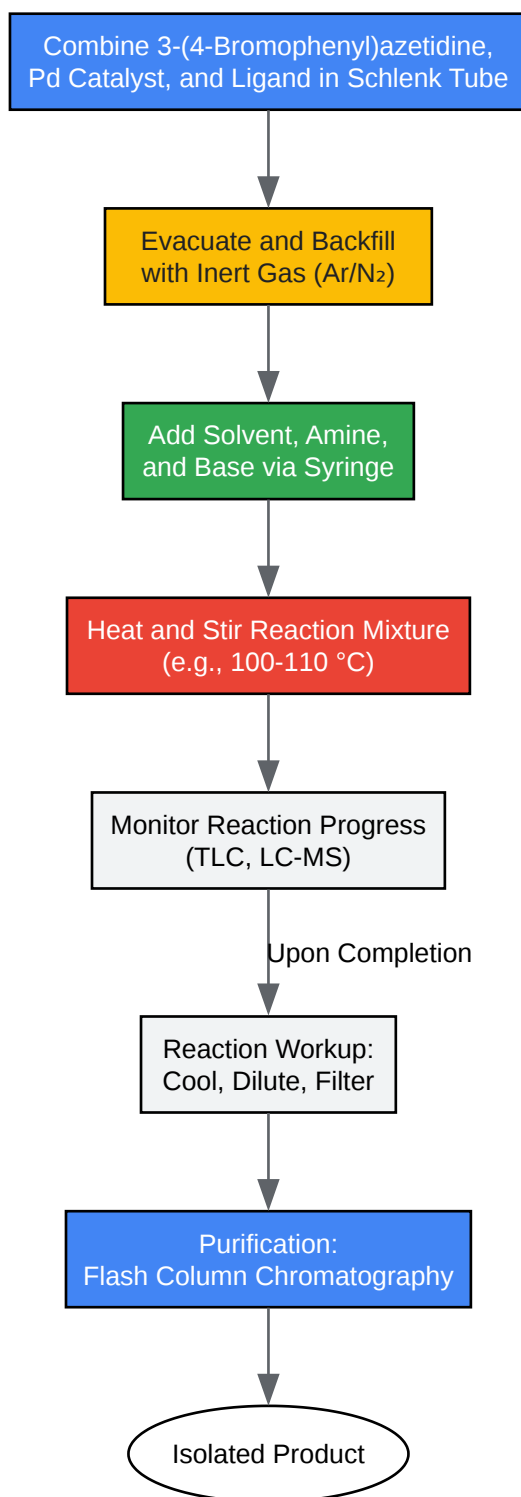 Combine 3-(4-Bromophenyl)azetidine,
Pd Catalyst, and Ligand in Schlenk Tube
Evacuate and Backfill
with Inert Gas (Ar/N₂)
Add Solvent, Amine,
and Base via Syringe
Heat and Stir Reaction Mixture
(e.g., 100-110 °C)
Monitor Reaction Progress
(TLC, LC-MS)
Upon Completion
Reaction Workup:
Cool, Dilute, Filter
Purification:
Flash Column Chromatography
Isolated Product